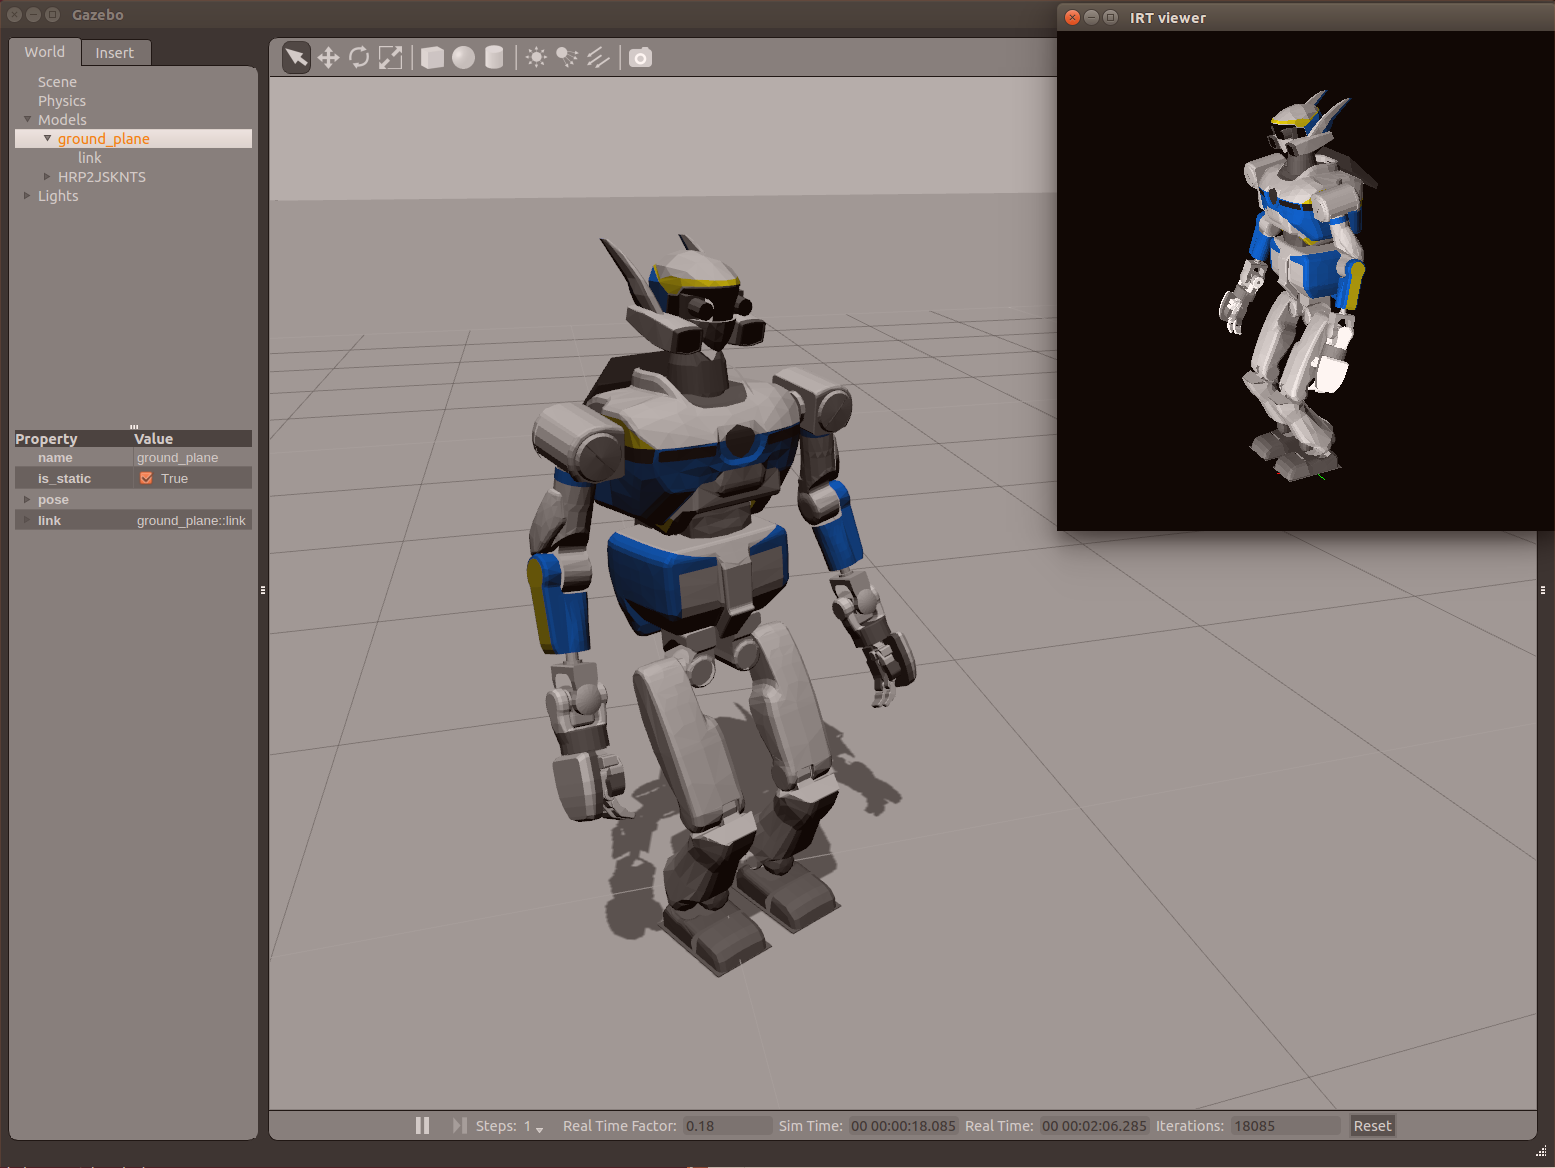 Gazebo
IRT viewer
World
Insert
Scene
Physics
Models
ground_plane
link
HRP2JSKNTS
Lights
Property Value
name ground_plane
is_static True
pose
link ground_plane::link
Steps: 1 Real Time Factor: 0.18 Sim Time: 00 00:00:18.085 Real Time: 00 00:02:06.285 Iterations: 18085 Reset